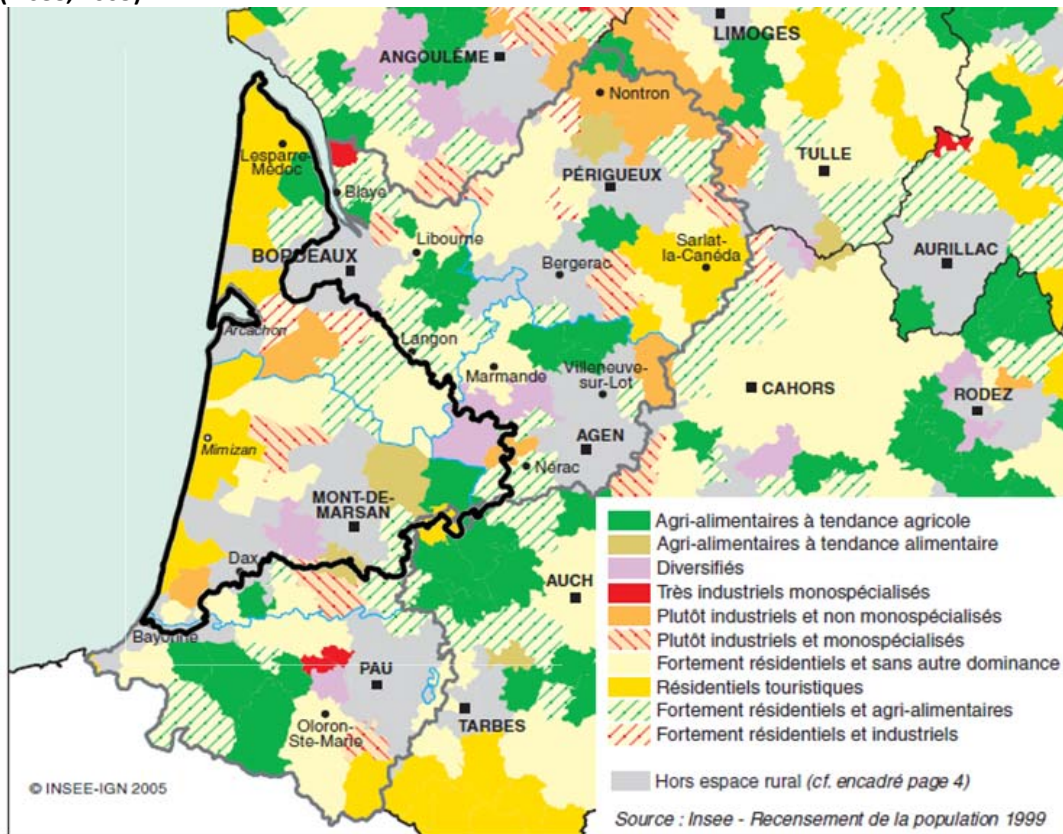 LIMOGES
ANGOULÊME
Nontron
Lesparre-
Médoc
TULLE
PÉRIGUEUX
Blaye
Libourne
BORDEAUX
Bergerac
Sarlat-
la-Canéda
AURILLAC
Arcachon
Langon
Marmande
Villeneuve-
sur-Lot
CAHORS
RODEZ
Mimizan
AGEN
Nérac
MONT-DE-
MARSAN
Dax
AUCH
Bayonne
PAU
Oloron-
Ste-Marie
TARBES
Agri-alimentaires à tendance agricole
Agri-alimentaires à tendance alimentaire
Diversifiés
Très industriels monospécialisés
Plutôt industriels et non monospécialisés
Plutôt industriels et monospécialisés
Fortement résidentiels et sans autre dominance
Résidentiels touristiques
Fortement résidentiels et agri-alimentaires
Fortement résidentiels et industriels
Hors espace rural (cf. encadré page 4)
© INSEE-IGN 2005
Source : Insee - Recensement de la population 1999